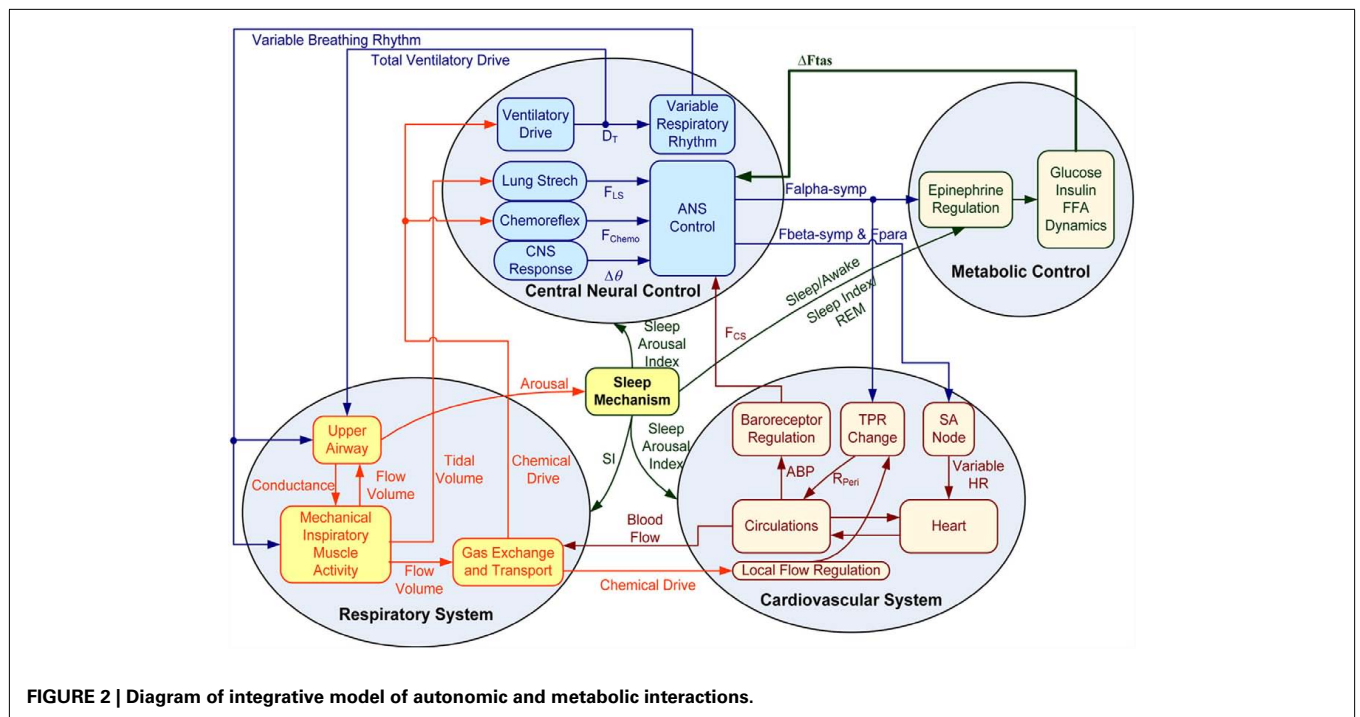 Variable Breathing Rhythm
Total Ventilatory Drive
ΔFtas
Ventilatory
Drive
D_T
Variable
Respiratory
Rhythm
Lung Strech
F_LS
Chemoreflex
F_Chemo
CNS
Response
Δθ
ANS
Control
Central Neural Control
Falpha-symp
Fbeta-symp & Fpara
Epinephrine
Regulation
Glucose
Insulin
FFA
Dynamics
Metabolic Control
Sleep/Awake
Sleep Index/
REM
F_CS
Sleep
Arousal
Index
Arousal
Sleep
Mechanism
SI
Sleep
Arousal
Index
Upper
Airway
Conductance
Flow
Volume
Tidal
Volume
Chemical
Drive
Mechanical
Inspiratory
Muscle
Activity
Flow
Volume
Gas Exchange
and Transport
Respiratory System
Blood
Flow
Chemical Drive
Baroreceptor
Regulation
TPR
Change
SA
Node
ABP
R_Peri
Variable
HR
Circulations
Heart
Local Flow Regulation
Cardiovascular System
FIGURE 2 | Diagram of integrative model of autonomic and metabolic interactions.